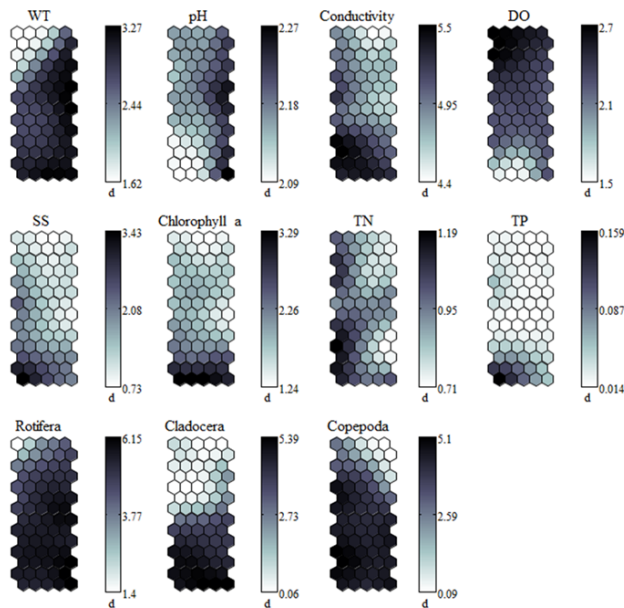 WT pH Conductivity DO
3.27 2.27 5.5 2.7
2.44 2.18 4.95 2.1
1.62 2.09 4.4 1.5
d d d d
SS Chlorophyll a TN TP
3.43 3.29 1.19 0.159
2.08 2.26 0.95 0.087
0.73 1.24 0.71 0.014
d d d d
Rotifera Cladocera Copepoda
6.15 5.39 5.1
3.77 2.73 2.59
1.4 0.06 0.09
d d d